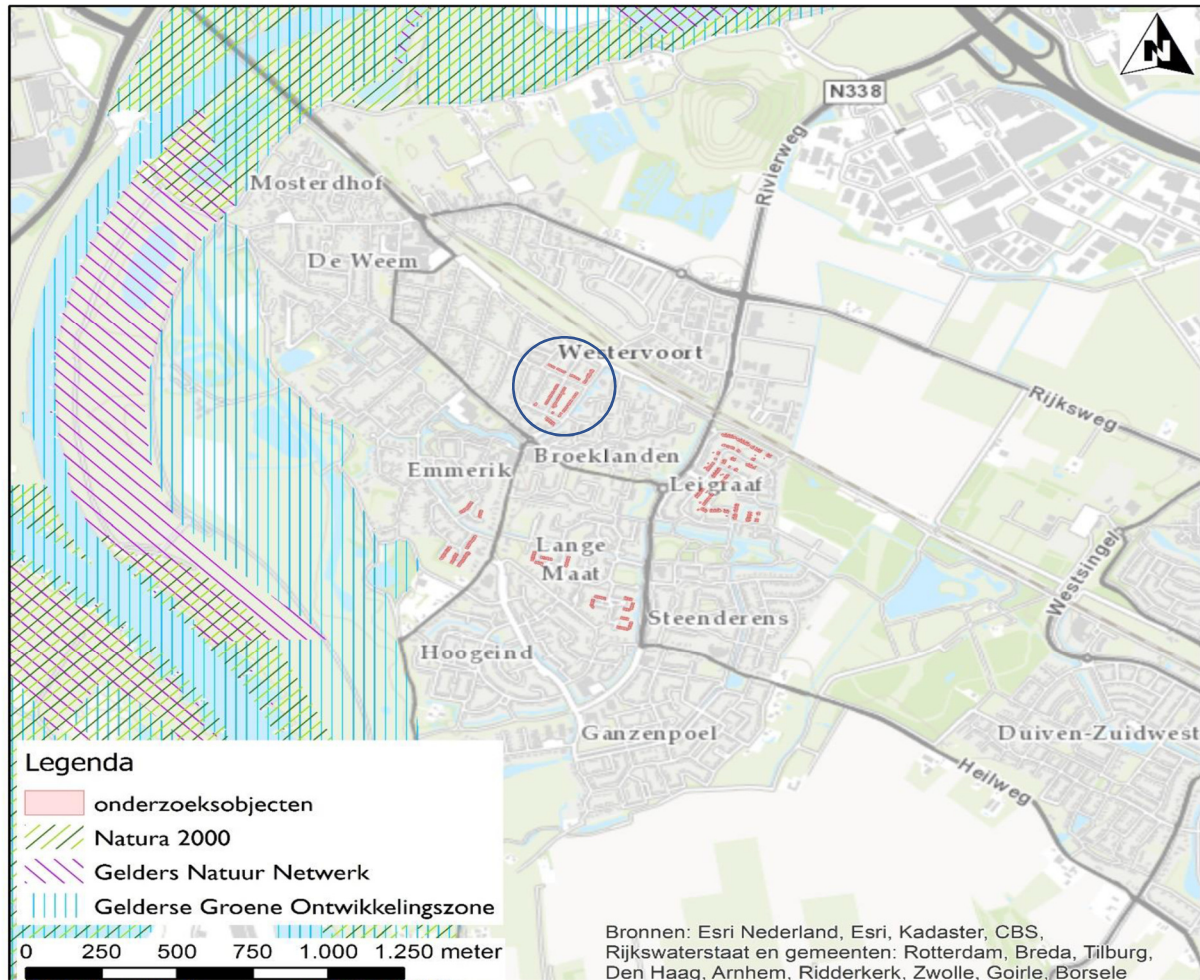 N
N338
Rivierweg
Mosterdhof
De Weem
Westervoort
Rijksweg
Broeklanden
Emmerik
Leigraaf
Lange
Maat
Westsingel
Steenderens
Hoogeind
Ganzenpoel
Duiven-Zuidwest
Heilweg
Legenda
onderzoeksobjecten
Natura 2000
Gelders Natuur Netwerk
Gelderse Groene Ontwikkelingszone
0 250 500 750 1.000 1.250 meter
Bronnen: Esri Nederland, Esri, Kadaster, CBS,
Rijkswaterstaat en gemeenten: Rotterdam, Breda, Tilburg,
Den Haag, Arnhem, Ridderkerk, Zwolle, Goirle, Borsele